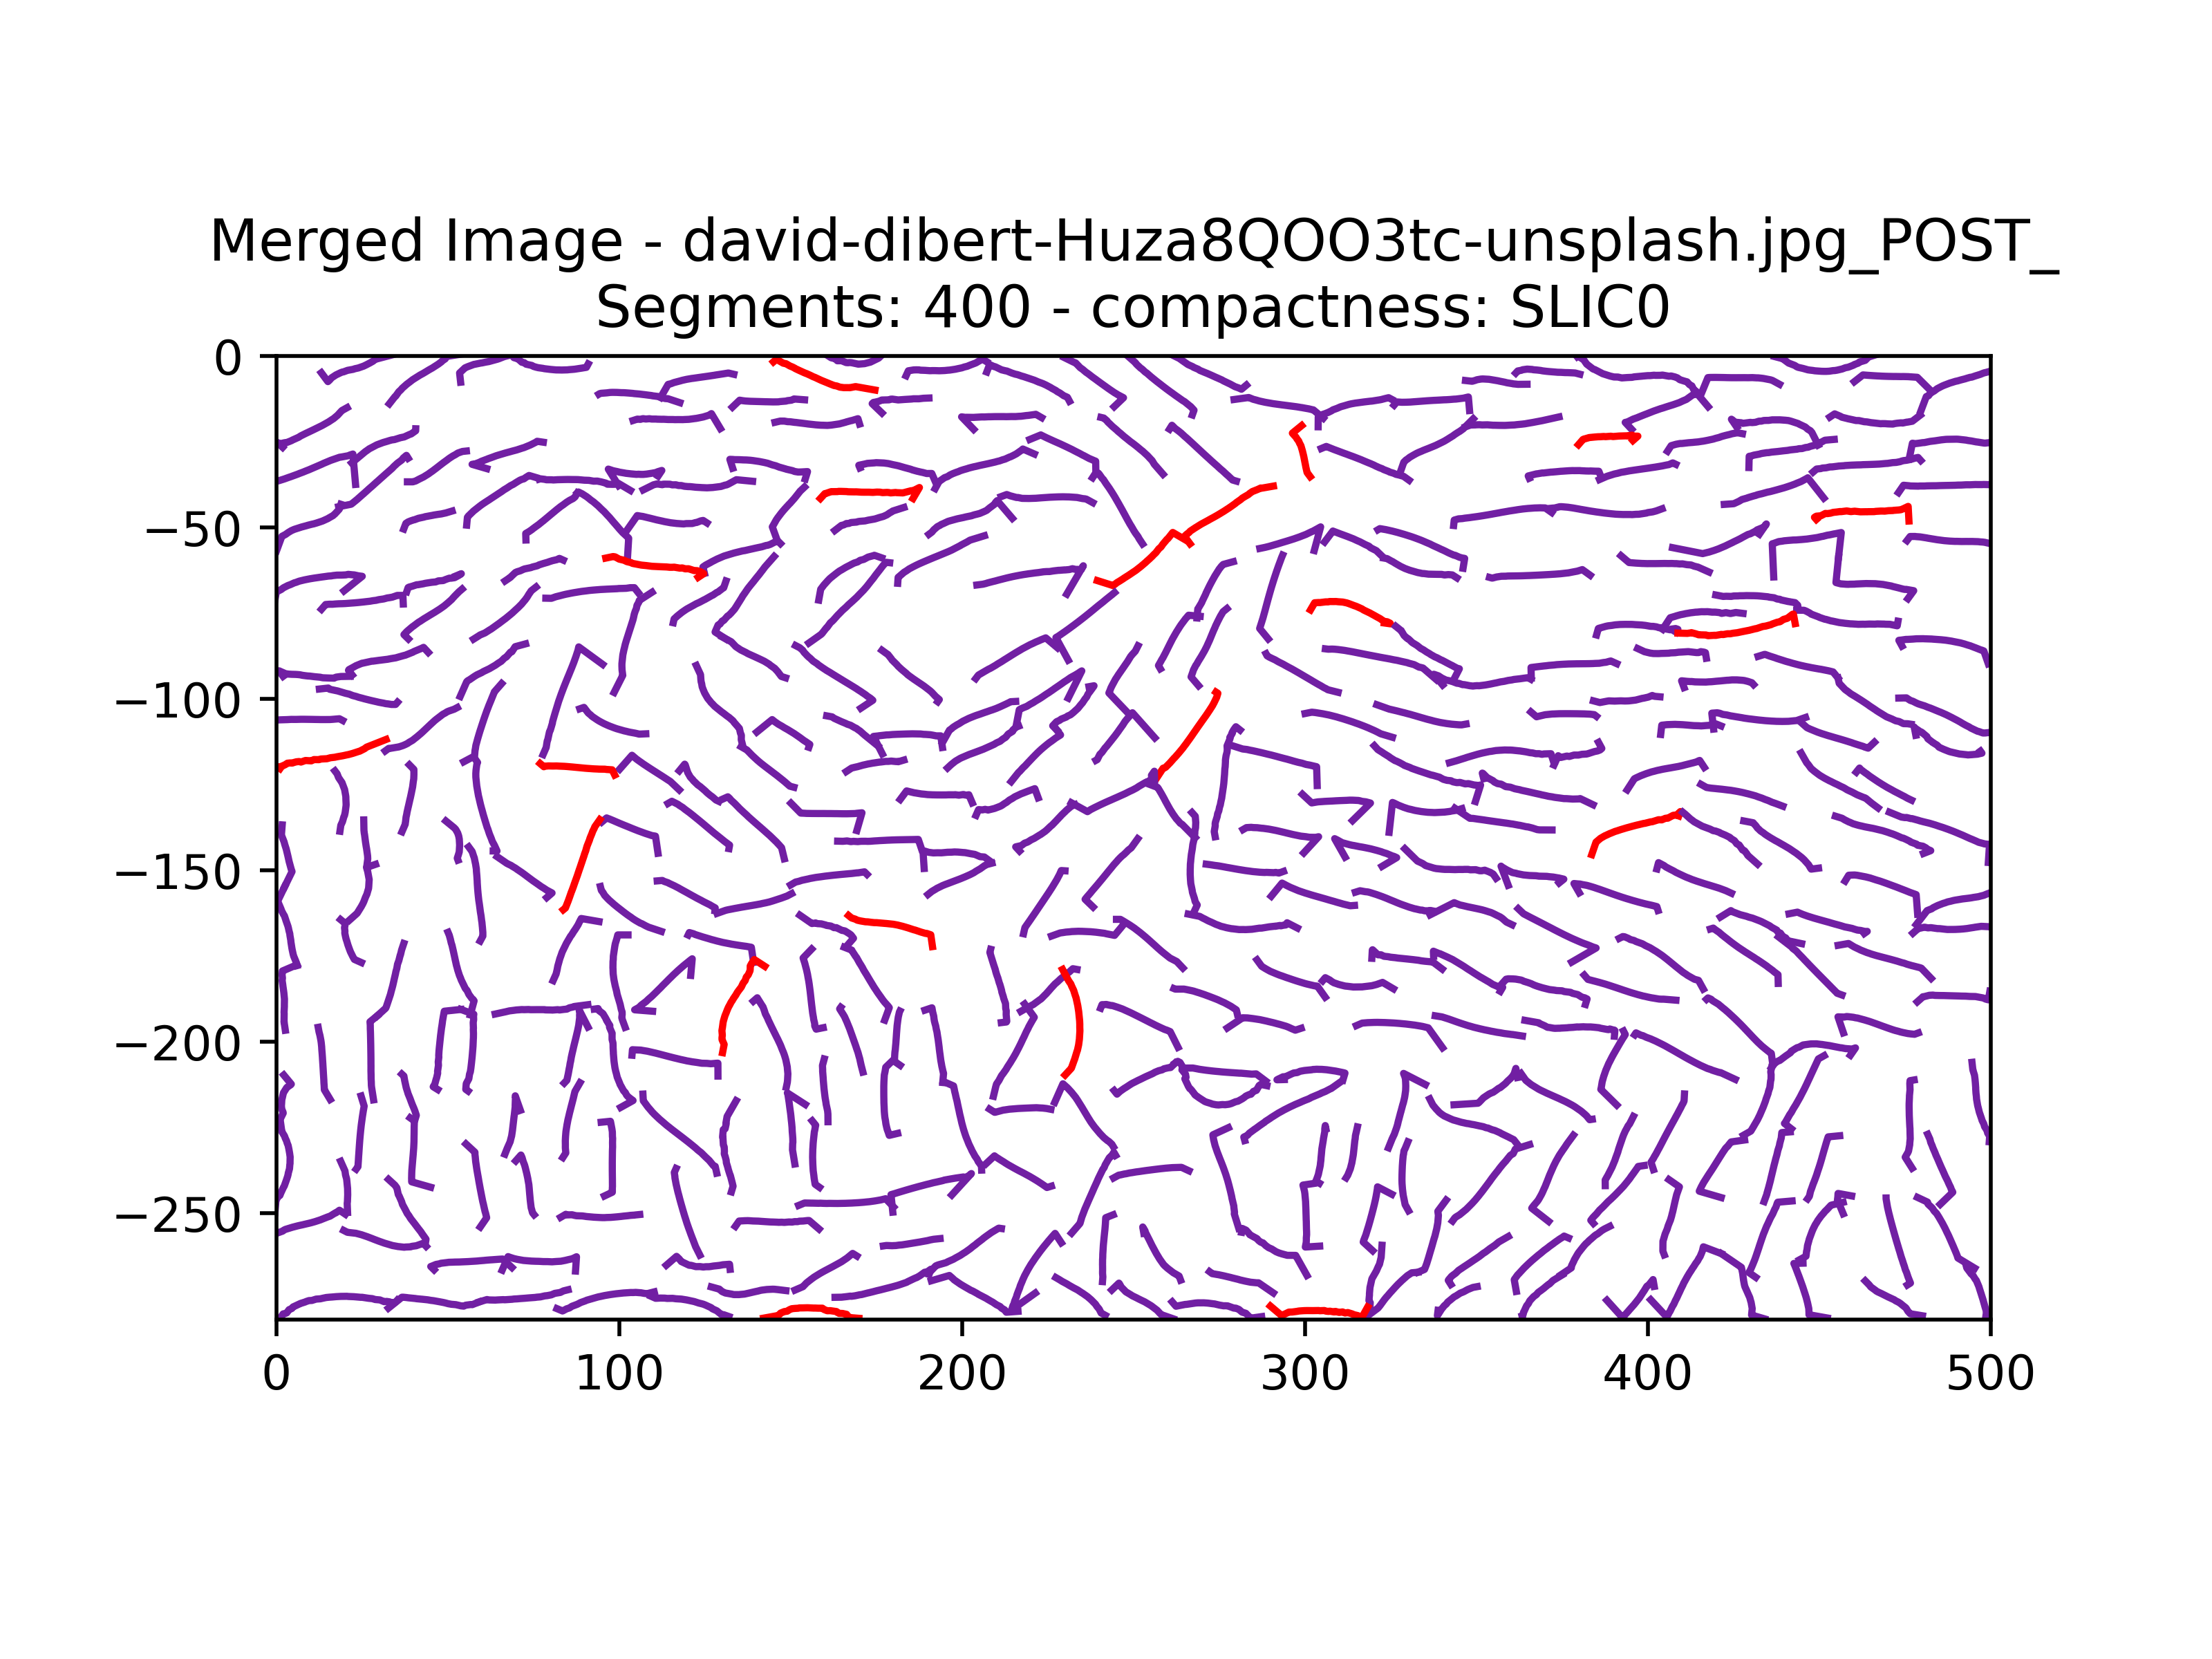 Merged Image - david-dibert-Huza8QOO3tc-unsplash.jpg_POST_
Segments: 400 - compactness: SLIC0
0
−50
−100
−150
−200
−250
0 100 200 300 400 500